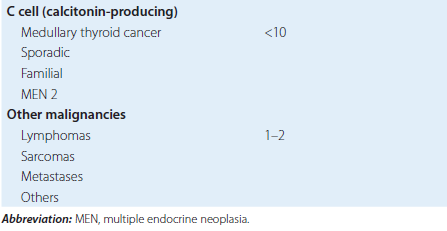 C cell (calcitonin-producing)
Medullary thyroid cancer <10
Sporadic
Familial
MEN 2
Other malignancies
Lymphomas 1–2
Sarcomas
Metastases
Others
Abbreviation: MEN, multiple endocrine neoplasia.